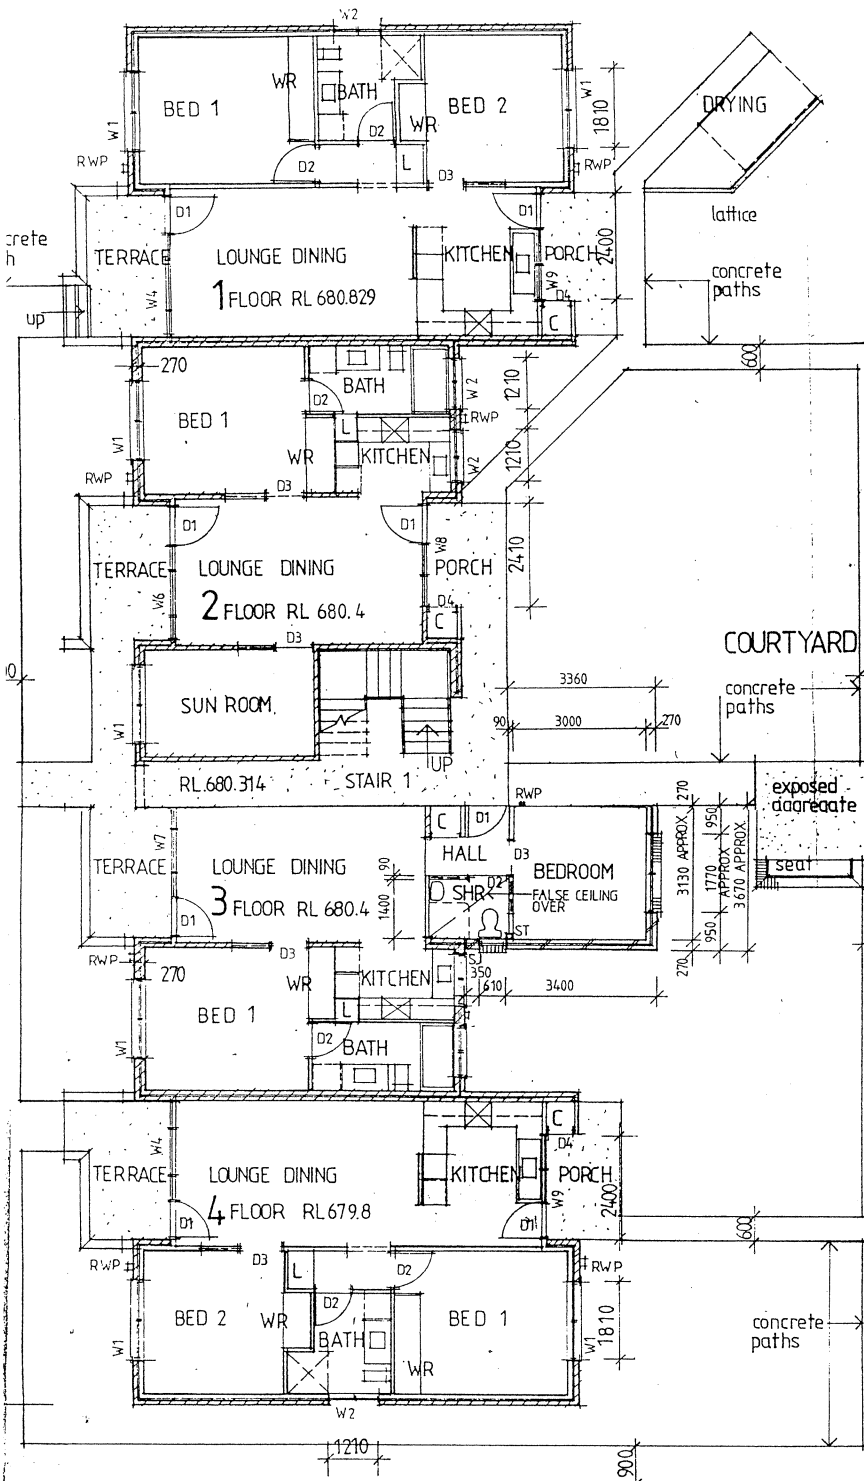 W2
BED 1
WR
BATH
D2
BED 2
WR
W1
W1
1810
DRYING
RWP
D2
L
D3
RWP
D1
D1
lattice
crete
h
TERRACE
LOUNGE DINING
KITCHEN
PORCH
2400
concrete
paths
1 FLOOR RL 680.829
W4
W9
D4
C
up
270
BATH
600
D2
W2
1210
BED 1
L
RWP
WR
KITCHEN
W1
W2
1210
RWP
D3
D1
D1
TERRACE
LOUNGE DINING
W8
PORCH
2410
W6
2 FLOOR RL 680.4
D4
C
D3
COURTYARD
3360
concrete
paths
SUN ROOM
W1
90
3000
270
UP
RL.680.314
STAIR 1
RWP
270
exposed
aggregate
C
D1
W7
HALL
D3
950
TERRACE
LOUNGE DINING
90
BEDROOM
3130 APPROX
1770
APPROX
3670 APPROX
seat
SHR
D2
FALSE CEILING
OVER
1400
3 FLOOR RL 680.4
D1
ST
950
D3
RWP
270
WR
KITCHEN
350
610
3400
270
BED 1
L
W1
D2
BATH
C
W4
D4
TERRACE
LOUNGE DINING
KITCHEN
PORCH
W9
2400
4 FLOOR RL 679.8
D1
D1
600
D3
RWP
L
D2
RWP
D2
BED 2
WR
BATH
BED 1
W1
W1
1810
concrete
paths
WR
W2
1210
900